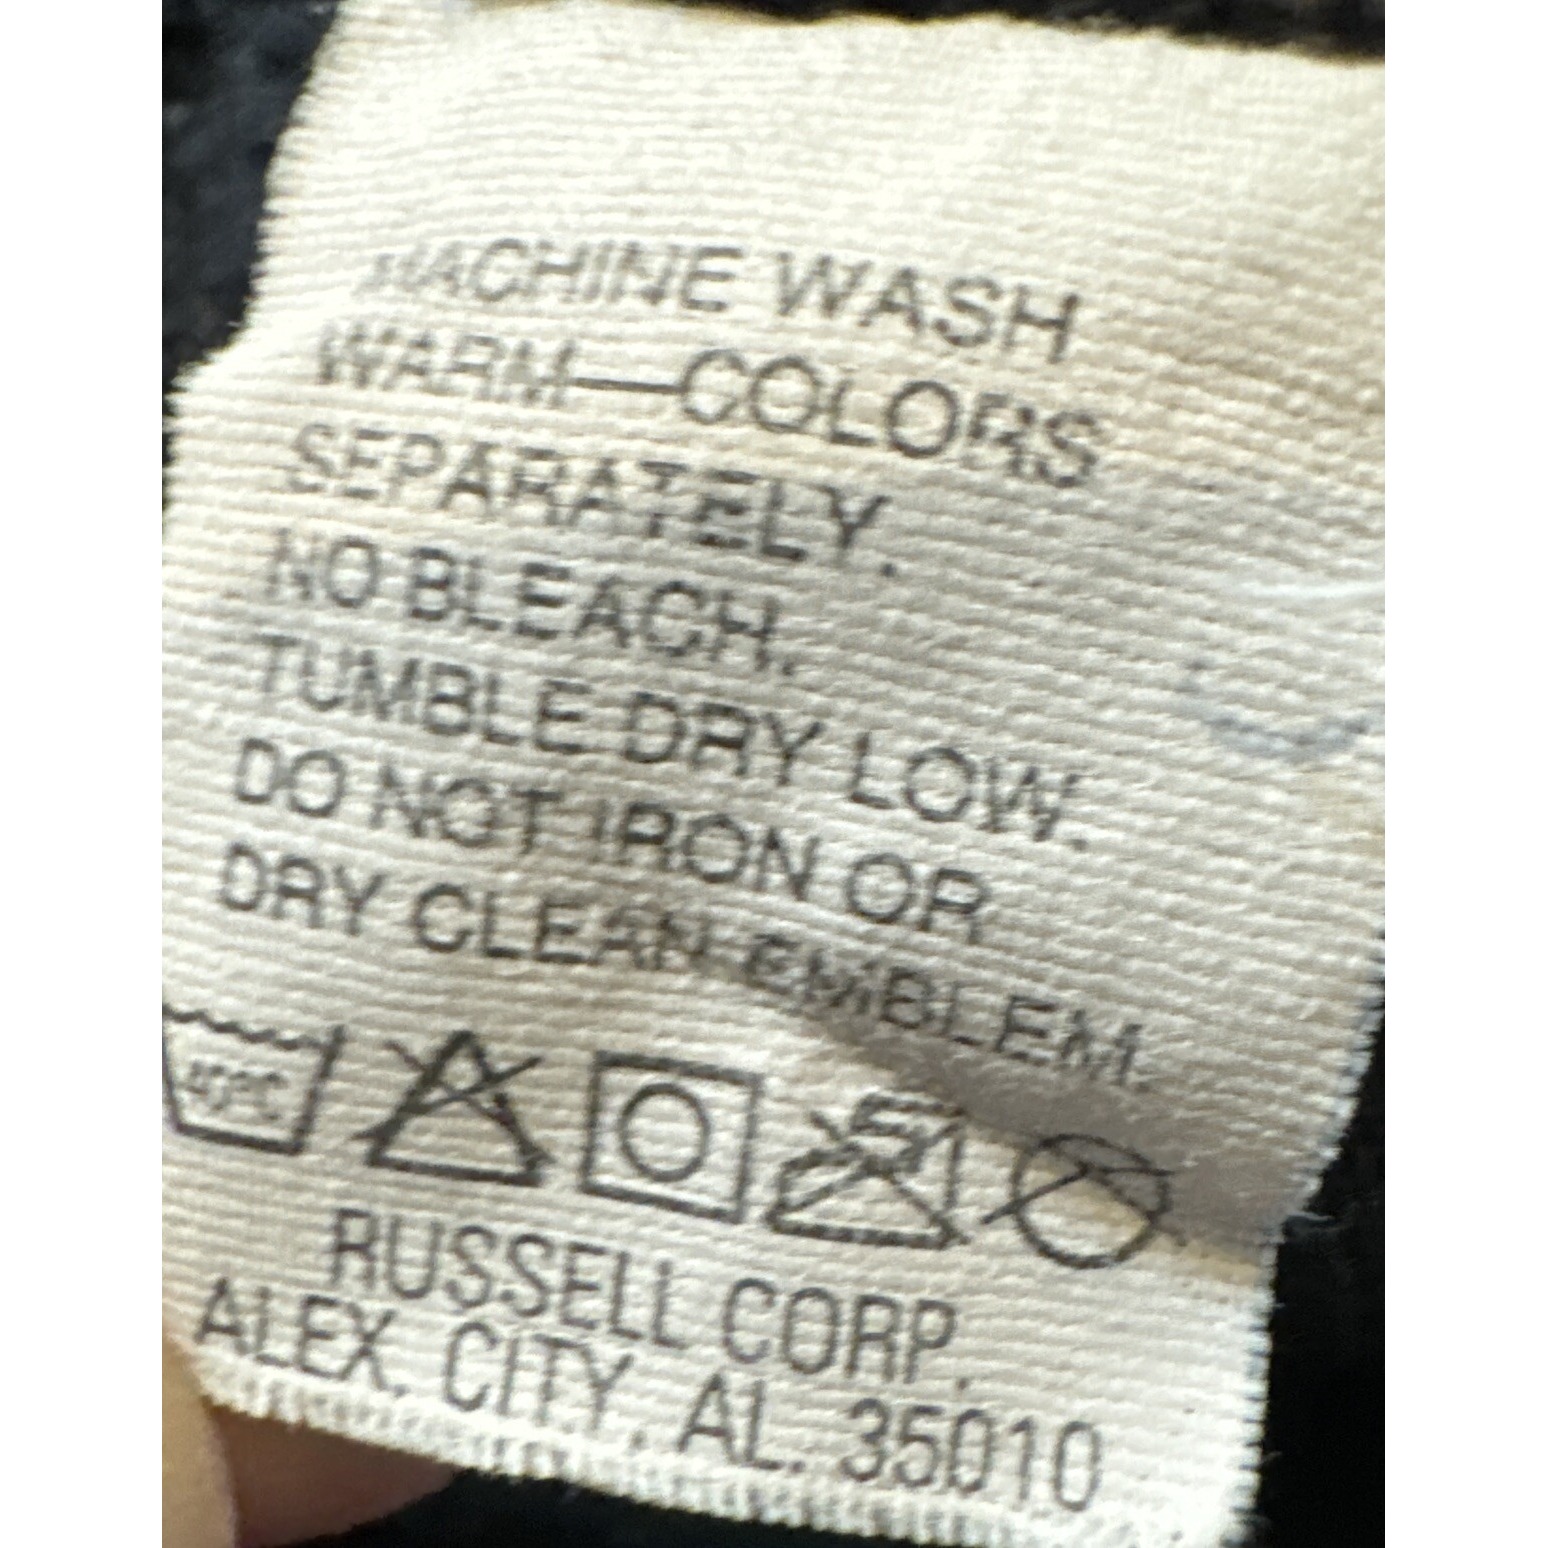 MACHINE WASH
WARM—COLORS
SEPARATELY.
NO BLEACH.
TUMBLE DRY LOW.
DO NOT IRON OR
DRY CLEAN EMBLEM.
40°C
RUSSELL CORP.
ALEX. CITY, AL. 35010